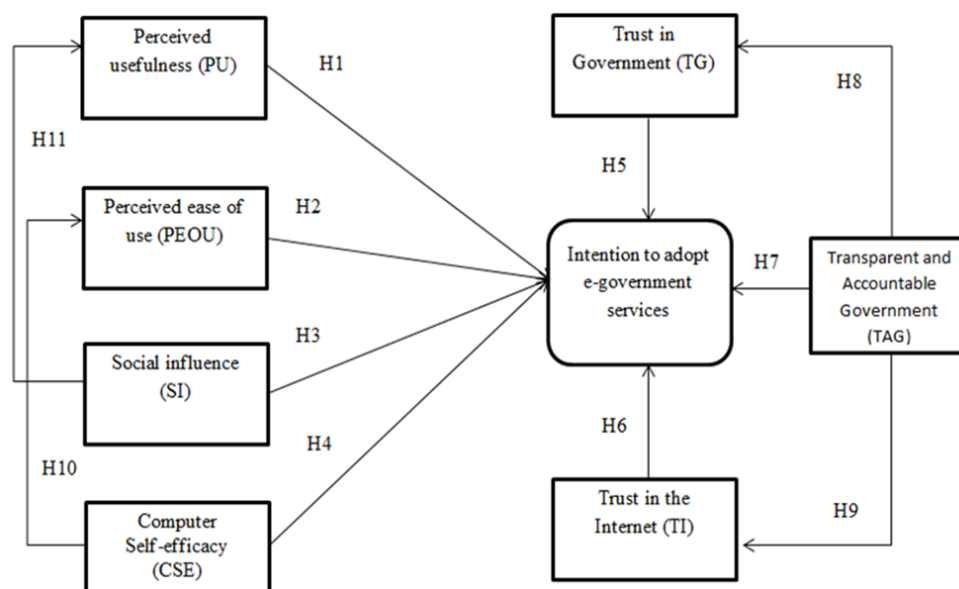 Perceived
usefulness (PU)
H1
H11
Perceived ease of
use (PEOU)
H2
Social influence
(SI)
H3
H10
Computer
Self-efficacy
(CSE)
H4
Trust in
Government (TG)
H5
H8
Intention to adopt
e-government
services
H7
Transparent and
Accountable
Government
(TAG)
H6
Trust in the
Internet (TI)
H9